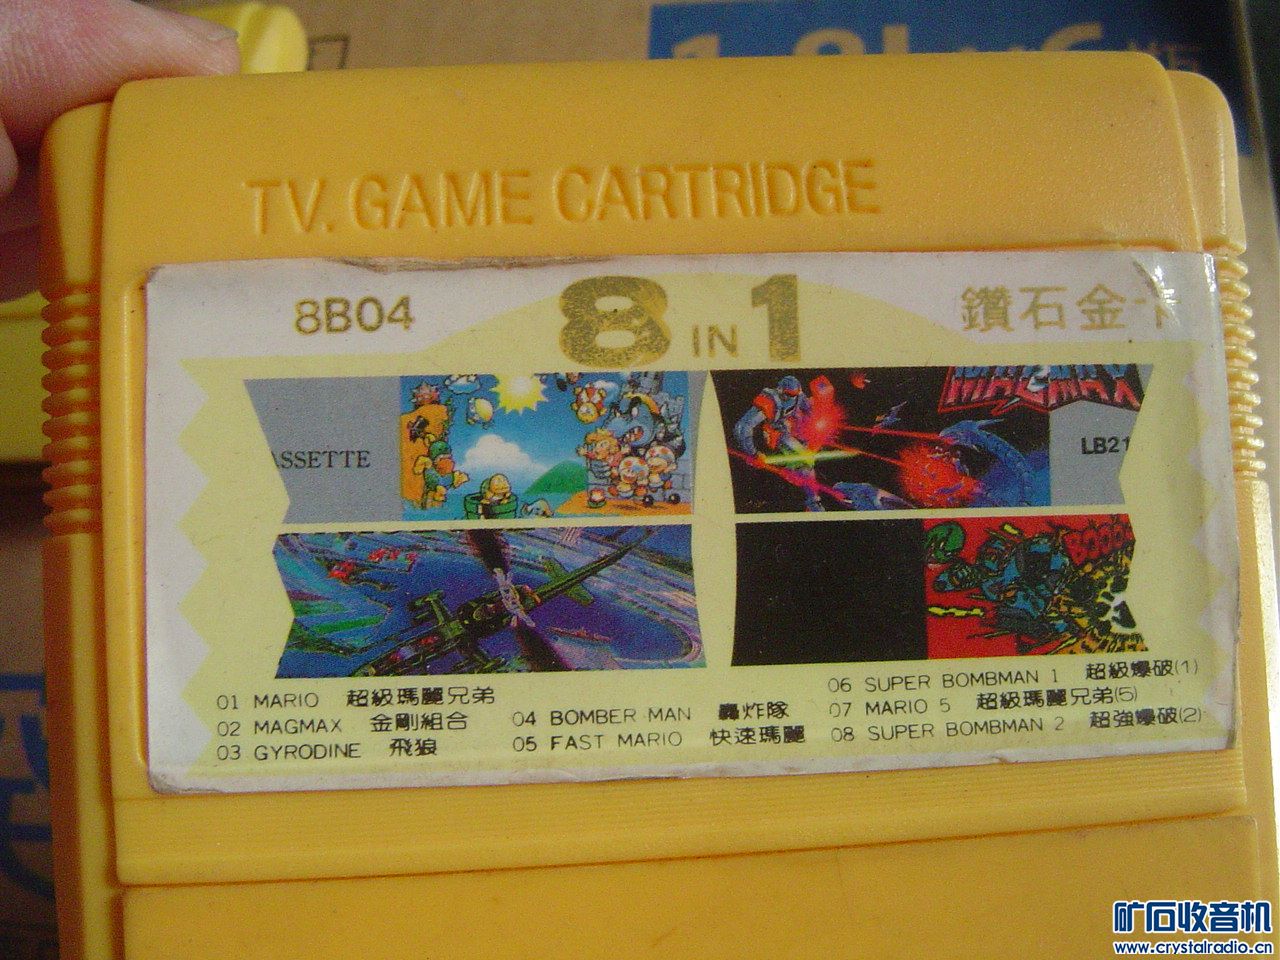 TV. GAME CARTRIDGE
8B04
8 IN 1
鑽石金卡
ASSETTE
MAGMAX
LB21
01 MARIO 超級瑪麗兄弟
02 MAGMAX 金剛組合
03 GYRODINE 飛狼
04 BOMBER MAN 轟炸隊
05 FAST MARIO 快速瑪麗
06 SUPER BOMBMAN 1 超級爆破(1)
07 MARIO 5 超級瑪麗兄弟(5)
08 SUPER BOMBMAN 2 超強爆破(2)
矿石收音机
www.crystalradio.cn